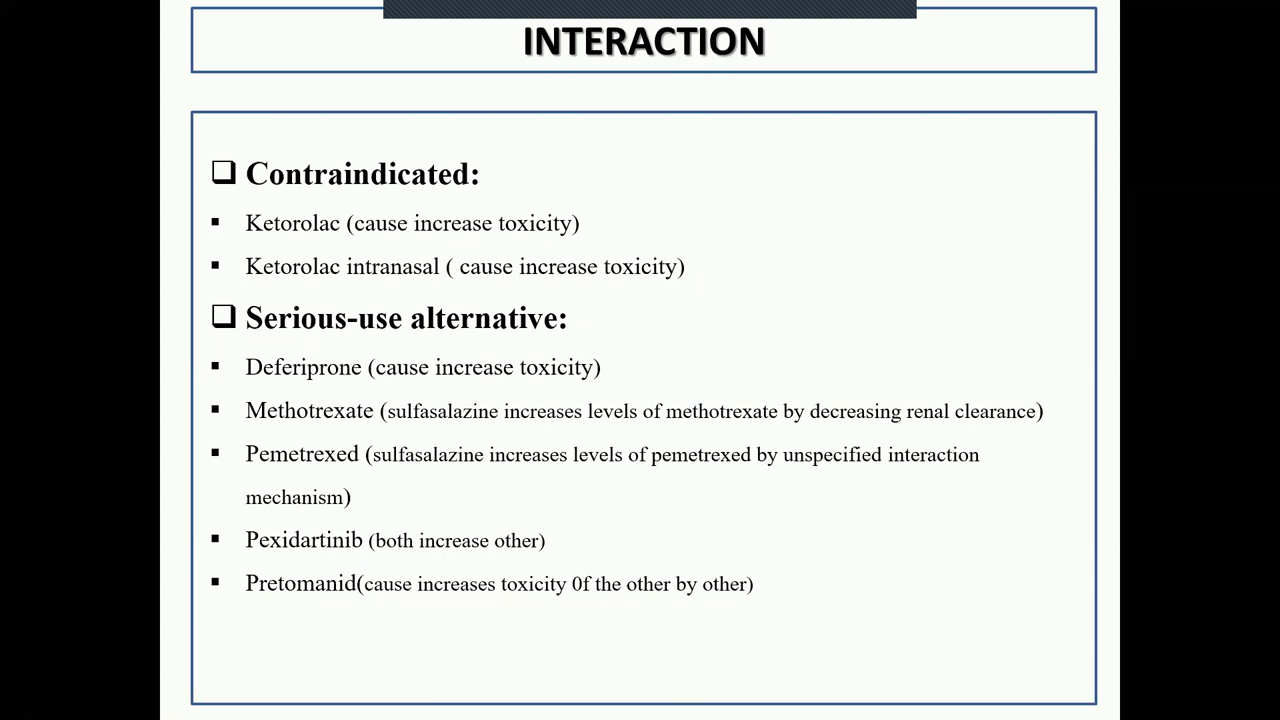 INTERACTION
❑ Contraindicated:
▪ Ketorolac (cause increase toxicity)
▪ Ketorolac intranasal ( cause increase toxicity)
❑ Serious-use alternative:
▪ Deferiprone (cause increase toxicity)
▪ Methotrexate (sulfasalazine increases levels of methotrexate by decreasing renal clearance)
▪ Pemetrexed (sulfasalazine increases levels of pemetrexed by unspecified interaction
mechanism)
▪ Pexidartinib (both increase other)
▪ Pretomanid(cause increases toxicity 0f the other by other)